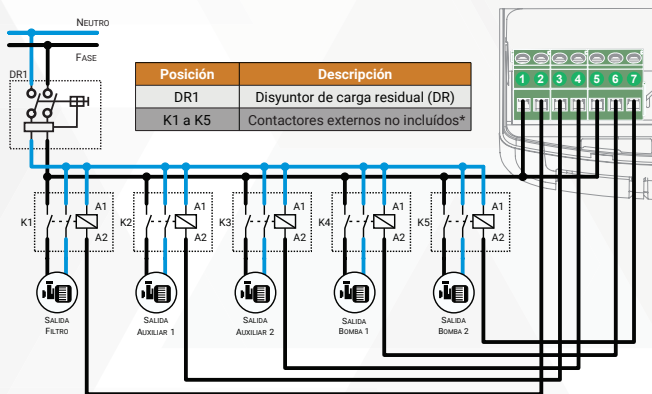 NEUTRO
FASE
DR1
Posición Descripción
DR1 Disyuntor de carga residual (DR)
K1 a K5 Contactores externos no incluídos*
1 2 3 4 5 6 7
K1 A1 A2
K2 A1 A2
K3 A1 A2
K4 A1 A2
K5 A1 A2
SALIDA
FILTRO
SALIDA
AUXILIAR 1
SALIDA
AUXILIAR 2
SALIDA
BOMBA 1
SALIDA
BOMBA 2